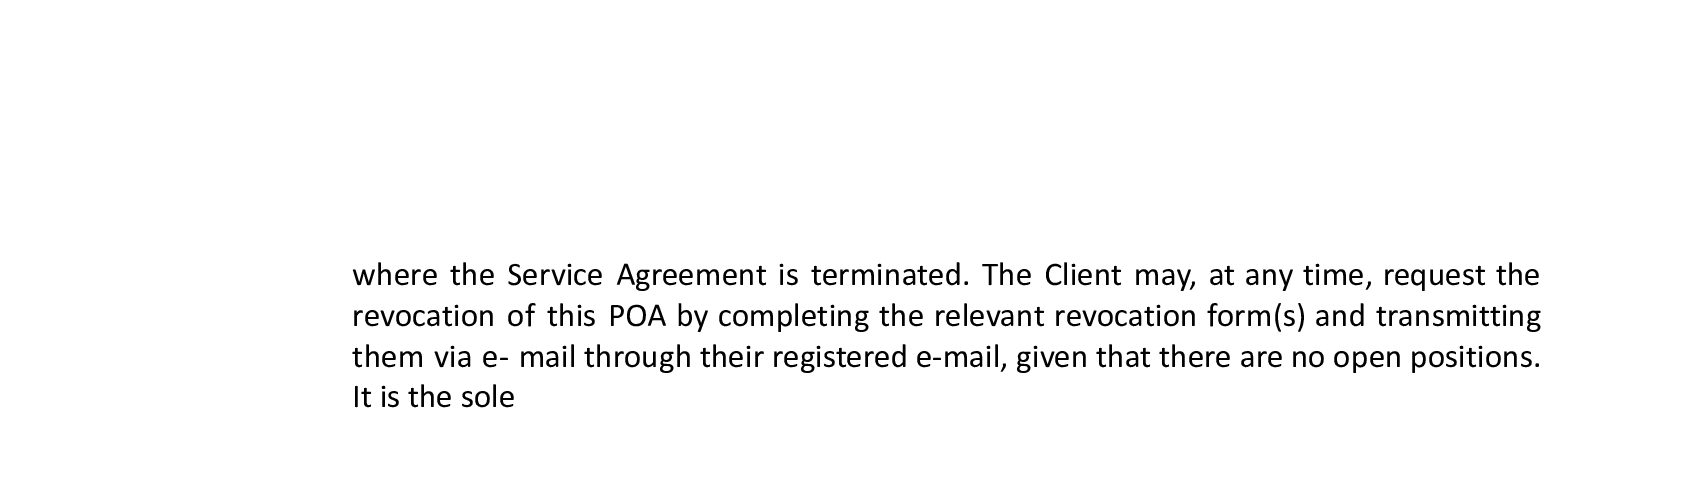 where the Service Agreement is terminated. The Client may, at any time, request the
revocation of this POA by completing the relevant revocation form(s) and transmitting
them via e- mail through their registered e-mail, given that there are no open positions.
It is the sole